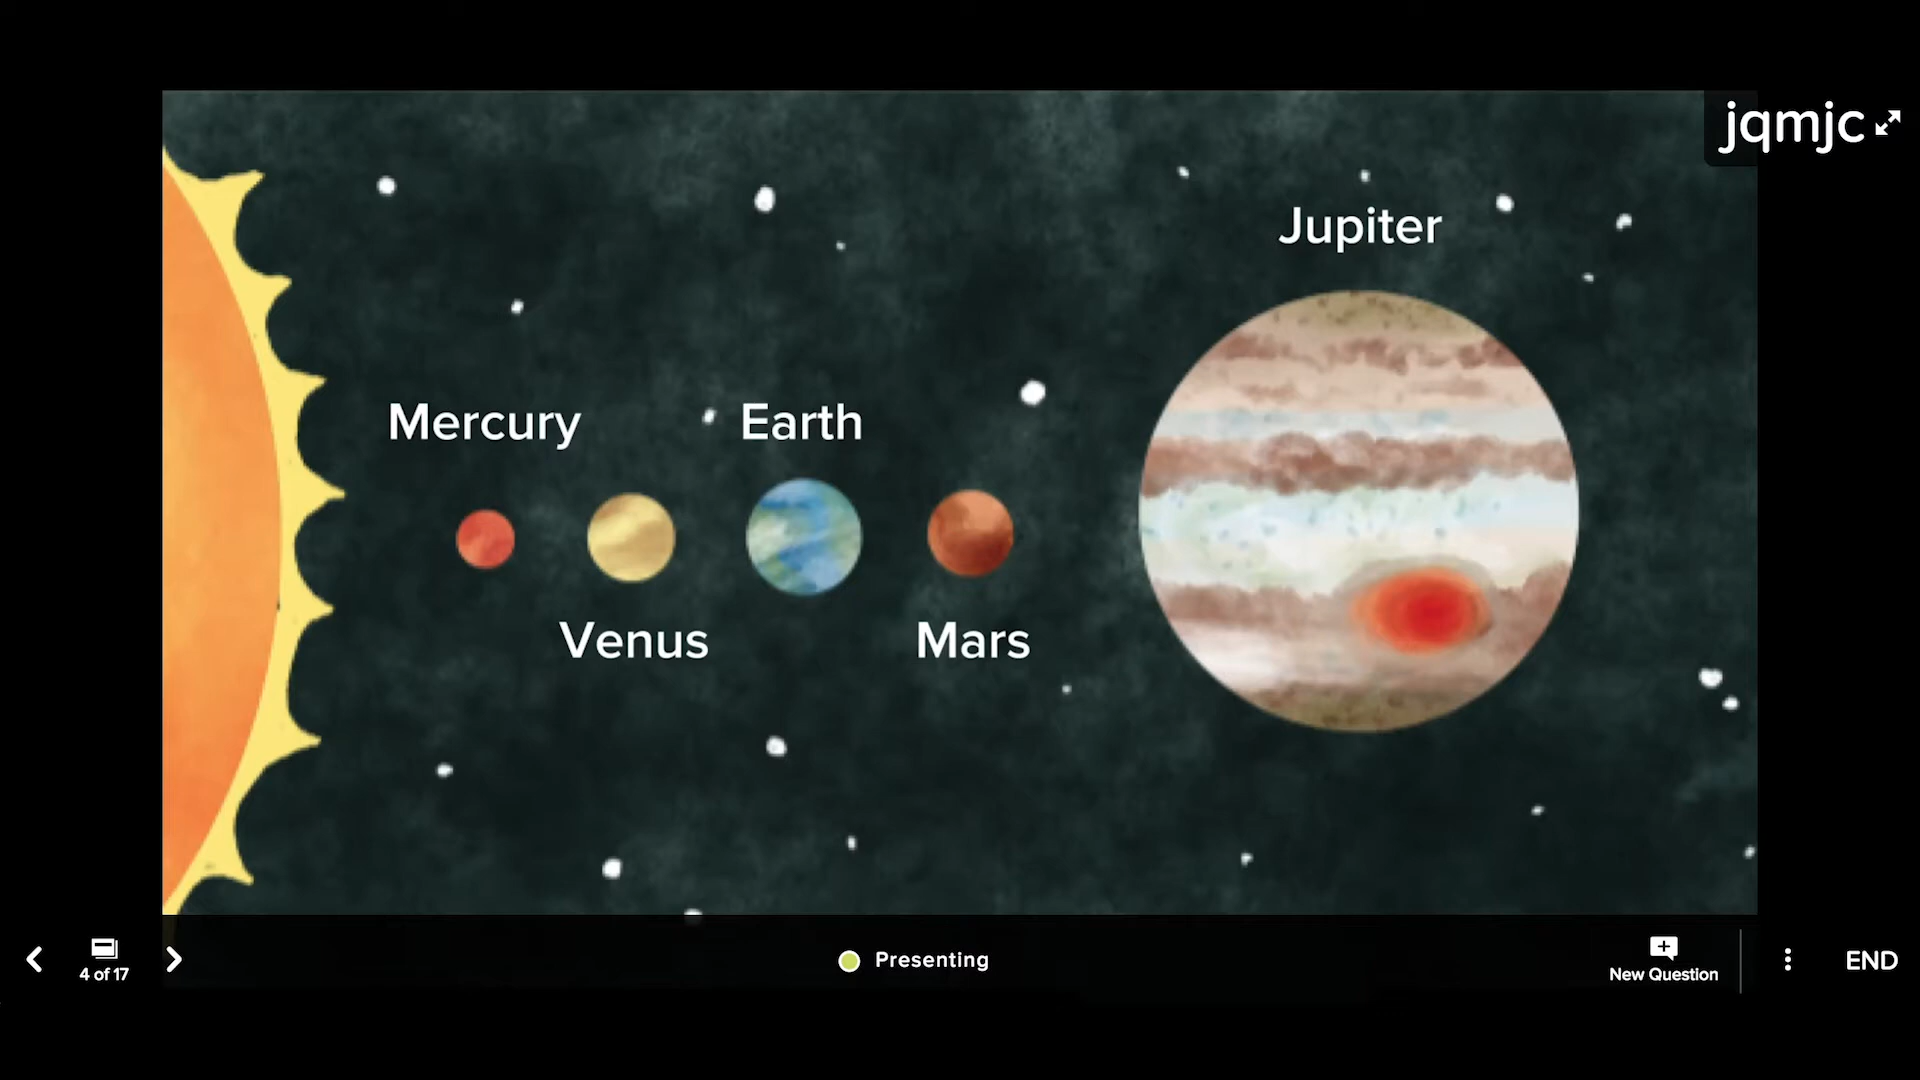 jqmjc
Jupiter
Mercury
Earth
Venus
Mars
4 of 17
Presenting
New Question
END